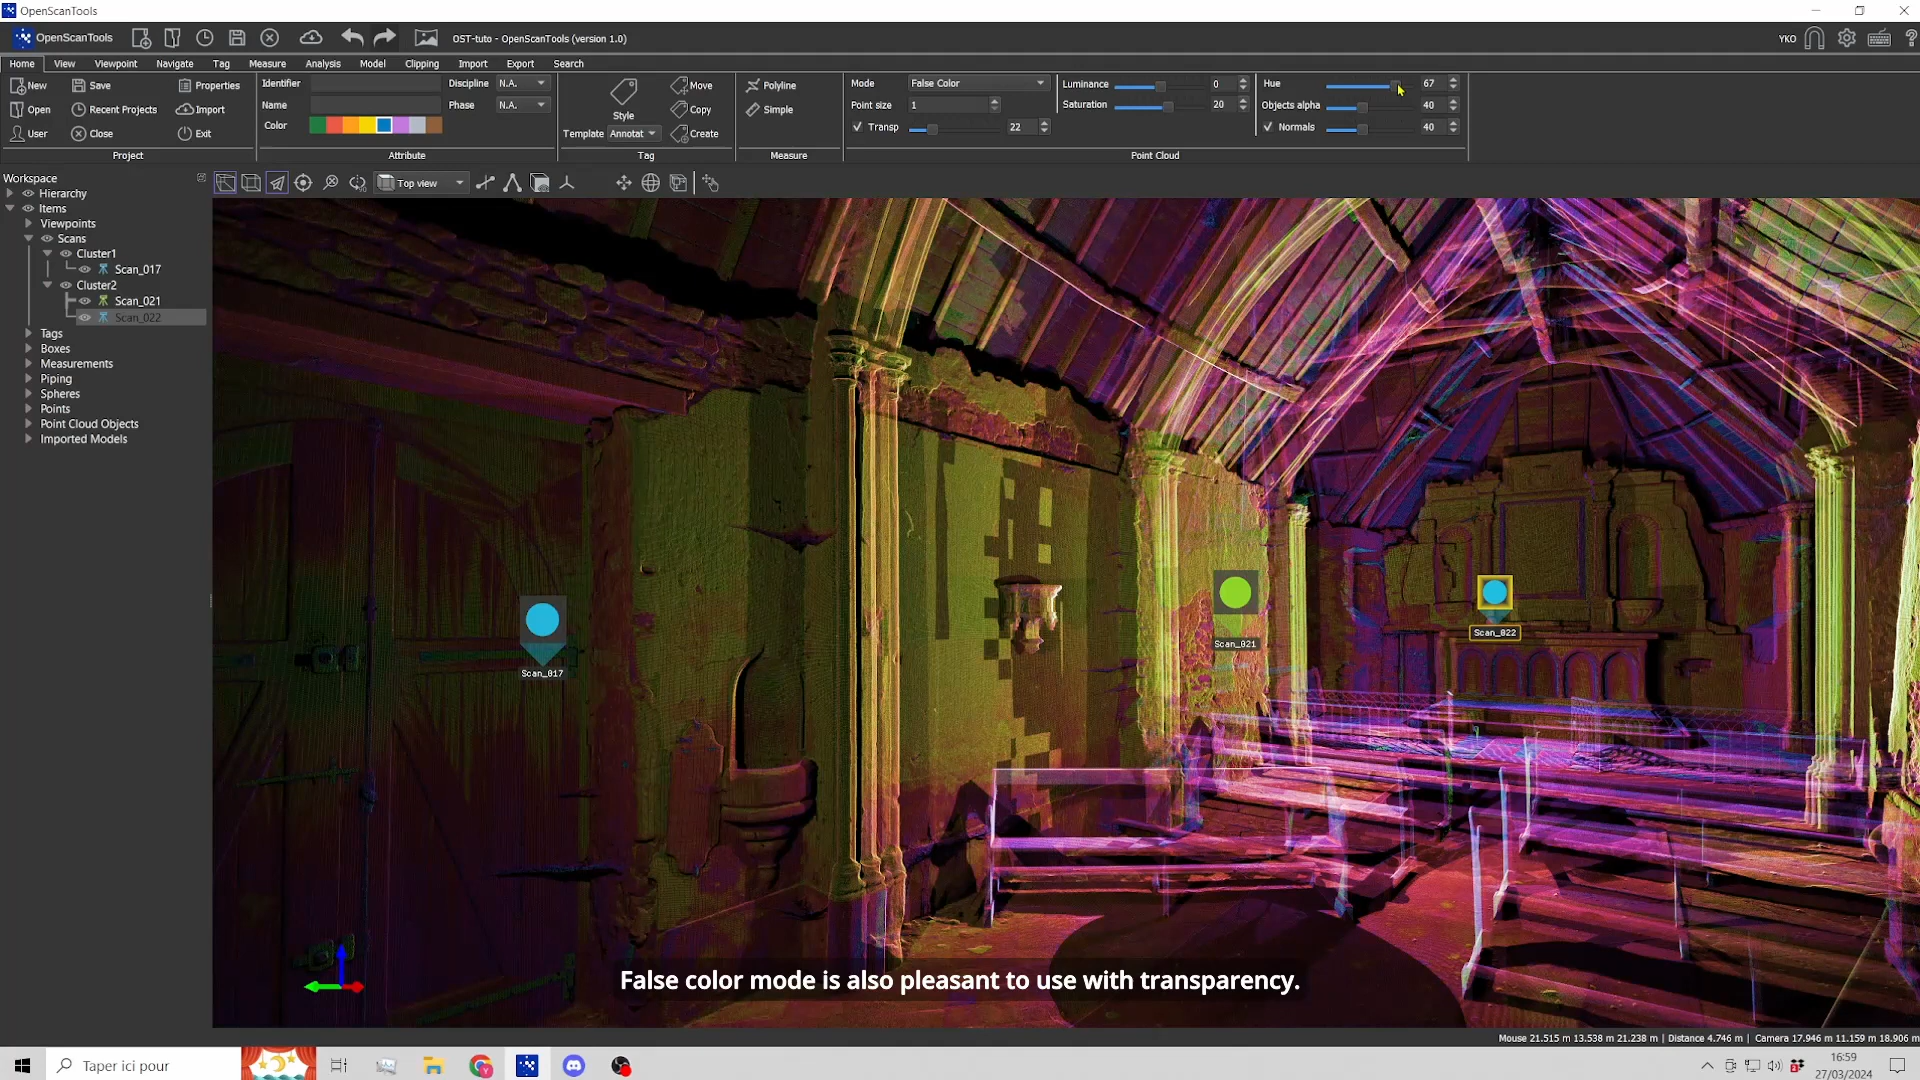 OpenScanTools
OpenScanTools
OST-tuto - OpenScanTools (version 1.0)
YKO
Home View Viewpoint Navigate Tag Measure Analysis Model Clipping Import Export Search
New Save Properties
Open Recent Projects Import
User Close Exit
Project
Identifier Discipline N.A.
Name Phase N.A.
Color
Attribute
Style
Move
Copy
Template Annotat Create
Tag
Polyline
Simple
Measure
Mode False Color Luminance 0 Hue 67
Point size 1 Saturation 20 Objects alpha 40
Transp 22 Normals 40
Point Cloud
Top view
Workspace
Hierarchy
Items
Viewpoints
Scans
Cluster1
Scan_017
Cluster2
Scan_021
Scan_022
Tags
Boxes
Measurements
Piping
Spheres
Points
Point Cloud Objects
Imported Models
Scan_017
Scan_021
Scan_022
False color mode is also pleasant to use with transparency.
Mouse 21.515 m 13.538 m 21.238 m | Distance 4.746 m | Camera 17.946 m 11.159 m 18.906 m
Taper ici pour
16:59
27/03/2024